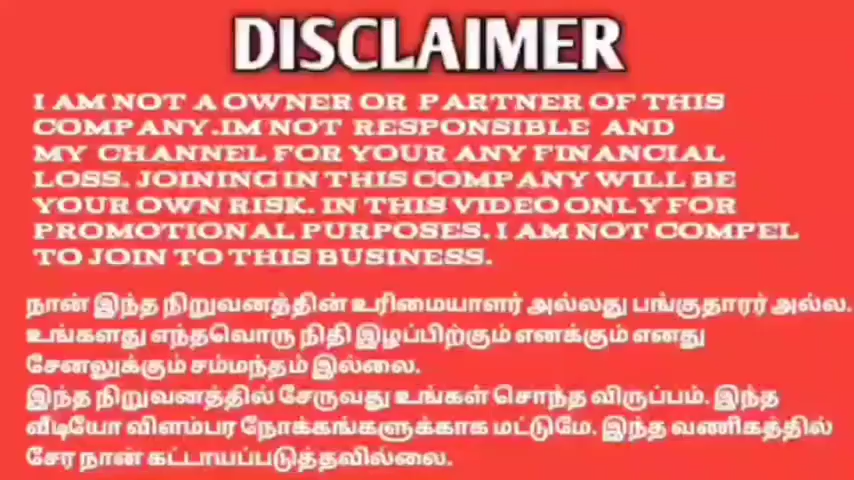 DISCLAIMER
I AM NOT A OWNER OR PARTNER OF THIS
COMPANY.IM NOT RESPONSIBLE AND
MY CHANNEL FOR YOUR ANY FINANCIAL
LOSS. JOINING IN THIS COMPANY WILL BE
YOUR OWN RISK. IN THIS VIDEO ONLY FOR
PROMOTIONAL PURPOSES. I AM NOT COMPEL
TO JOIN TO THIS BUSINESS.
நான் இந்த நிறுவனத்தின் உரிமையாளர் அல்லது பங்குதாரர் அல்ல.
உங்களது எந்தவொரு நிதி இழப்பிற்கும் எனக்கும் எனது
சேனலுக்கும் சம்மந்தம் இல்லை.
இந்த நிறுவனத்தில் சேருவது உங்கள் சொந்த விருப்பம். இந்த
வீடியோ விளம்பர நோக்கங்களுக்காக மட்டுமே. இந்த வணிகத்தில்
சேர நான் கட்டாயப்படுத்தவில்லை.